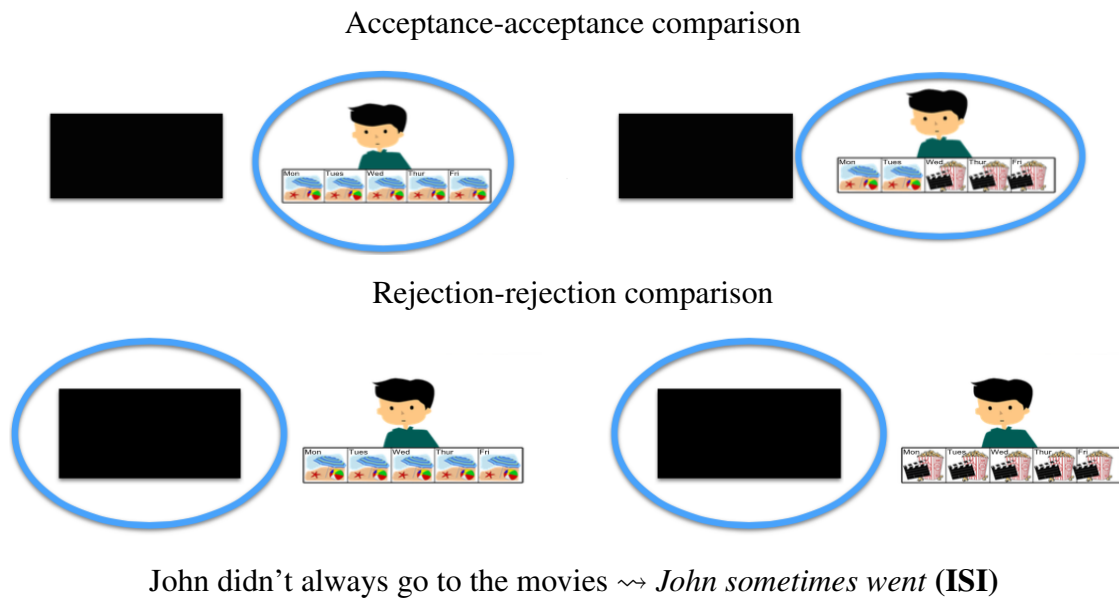 Acceptance-acceptance comparison
Mon Tues Wed Thur Fri
Mon Tues Wed Thur Fri
Rejection-rejection comparison
Mon Tues Wed Thur Fri
Mon Tues Wed Thur Fri
John didn't always go to the movies ⇝ John sometimes went (ISI)